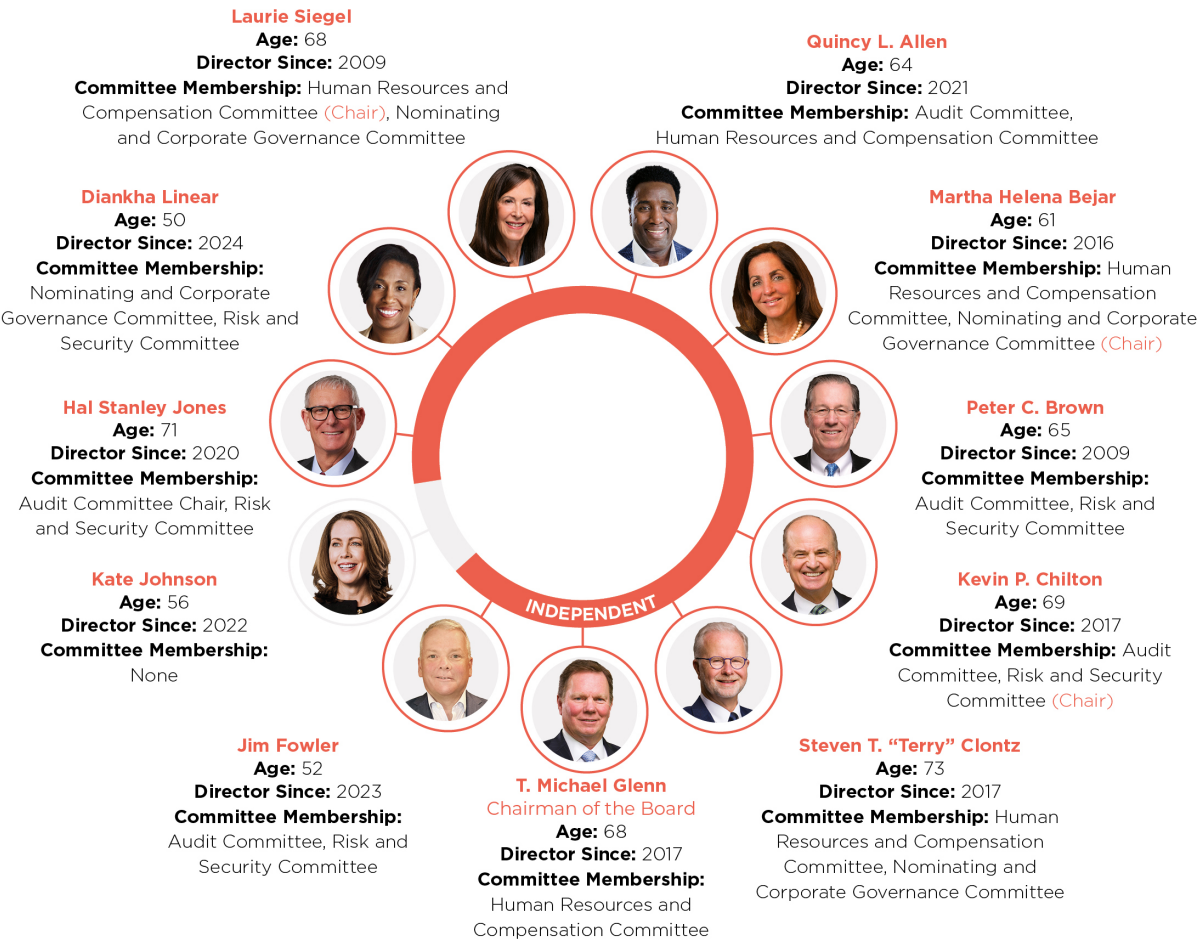 Laurie Siegel
Age: 68
Director Since: 2009
Committee Membership: Human Resources and
Compensation Committee (Chair), Nominating
and Corporate Governance Committee
Quincy L. Allen
Age: 64
Director Since: 2021
Committee Membership: Audit Committee,
Human Resources and Compensation Committee
Diankha Linear
Age: 50
Director Since: 2024
Committee Membership:
Nominating and Corporate
Governance Committee, Risk and
Security Committee
Martha Helena Bejar
Age: 61
Director Since: 2016
Committee Membership: Human
Resources and Compensation
Committee, Nominating and Corporate
Governance Committee (Chair)
Hal Stanley Jones
Age: 71
Director Since: 2020
Committee Membership:
Audit Committee Chair, Risk
and Security Committee
Peter C. Brown
Age: 65
Director Since: 2009
Committee Membership:
Audit Committee, Risk and
Security Committee
Kate Johnson
Age: 56
Director Since: 2022
Committee Membership:
None
Kevin P. Chilton
Age: 69
Director Since: 2017
Committee Membership: Audit
Committee, Risk and Security
Committee (Chair)
INDEPENDENT
Jim Fowler
Age: 52
Director Since: 2023
Committee Membership:
Audit Committee, Risk and
Security Committee
T. Michael Glenn
Chairman of the Board
Age: 68
Director Since: 2017
Committee Membership:
Human Resources and
Compensation Committee
Steven T. “Terry” Clontz
Age: 73
Director Since: 2017
Committee Membership: Human
Resources and Compensation
Committee, Nominating and
Corporate Governance Committee